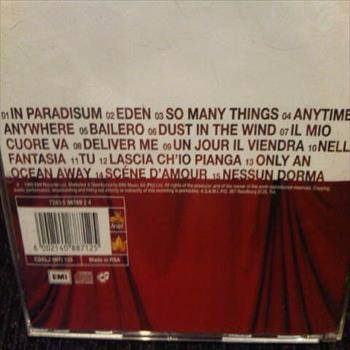 01 IN PARADISUM 02 EDEN 03 SO MANY THINGS 04 ANYTIME
ANYWHERE 05 BAILERO 06 DUST IN THE WIND 07 IL MIO
CUORE VA 08 DELIVER ME 09 UN JOUR IL VIENDRA 10 NELL
FANTASIA 11 TU 12 LASCIA CH'IO PIANGA 13 ONLY AN
OCEAN AWAY 14 SCÈNE D'AMOUR 15 NESSUN DORMA
6 002140 887125
EMI
Made in RSA